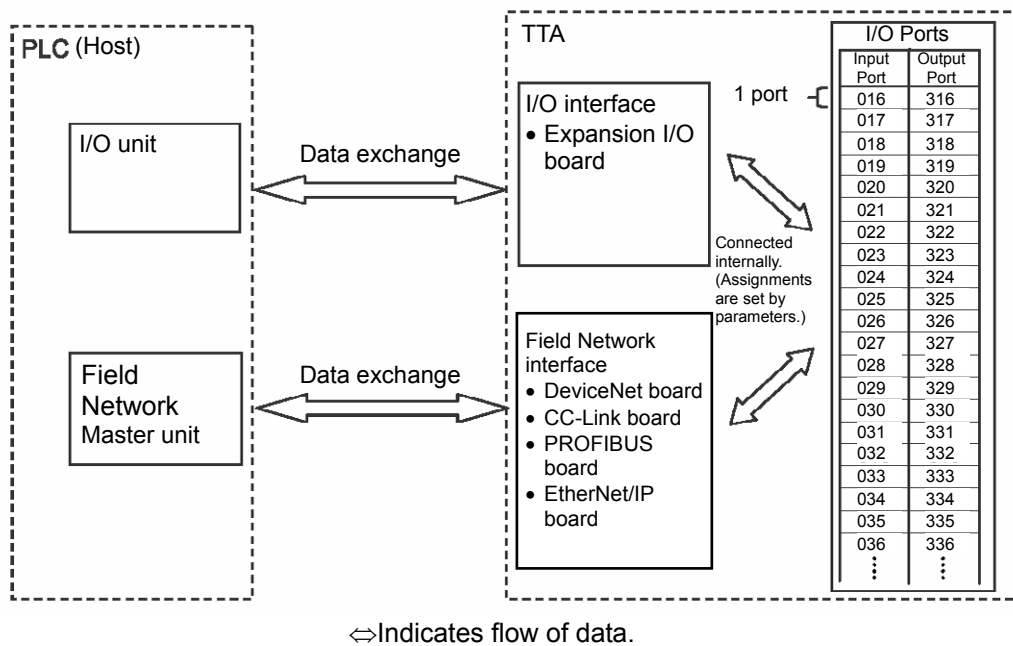 PLC (Host)
I/O unit
Field
Network
Master unit
Data exchange
Data exchange
TTA
I/O interface
• Expansion I/O
board
Field Network
interface
• DeviceNet board
• CC-Link board
• PROFIBUS
board
• EtherNet/IP
board
Connected
internally.
(Assignments
are set by
parameters.)
1 port
I/O Ports
Input Port Output Port
016 316
017 317
018 318
019 319
020 320
021 321
022 322
023 323
024 324
025 325
026 326
027 327
028 328
029 329
030 330
031 331
032 332
033 333
034 334
035 335
036 336
⇔Indicates flow of data.